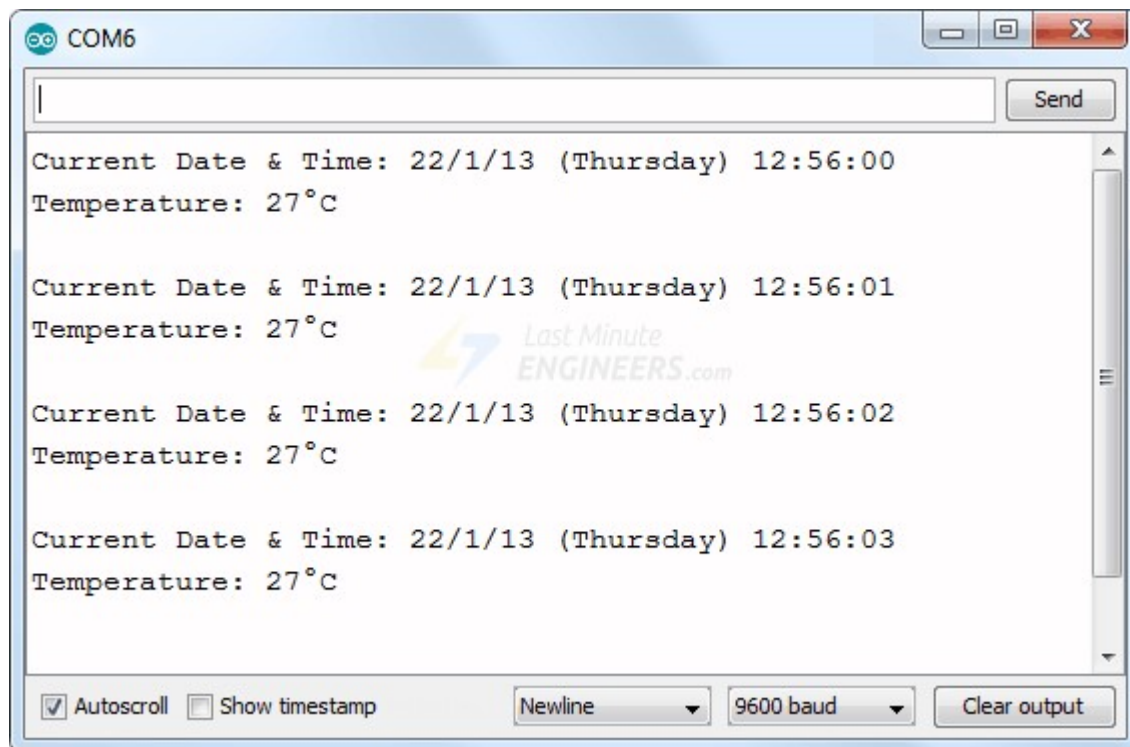 COM6
Send
Current Date & Time: 22/1/13 (Thursday) 12:56:00
Temperature: 27°C
Current Date & Time: 22/1/13 (Thursday) 12:56:01
Temperature: 27°C
Last Minute
ENGINEERS.com
Current Date & Time: 22/1/13 (Thursday) 12:56:02
Temperature: 27°C
Current Date & Time: 22/1/13 (Thursday) 12:56:03
Temperature: 27°C
Autoscroll Show timestamp Newline 9600 baud Clear output